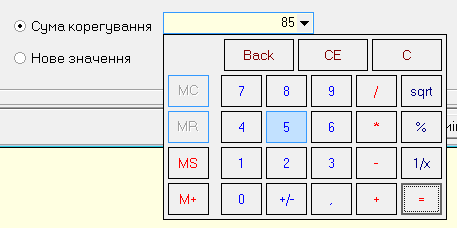 Сума корегування 85
Нове значення
Back CE C
MC 7 8 9 / sqrt
MR 4 5 6 * %
MS 1 2 3 - 1/x
M+ 0 +/- , + =